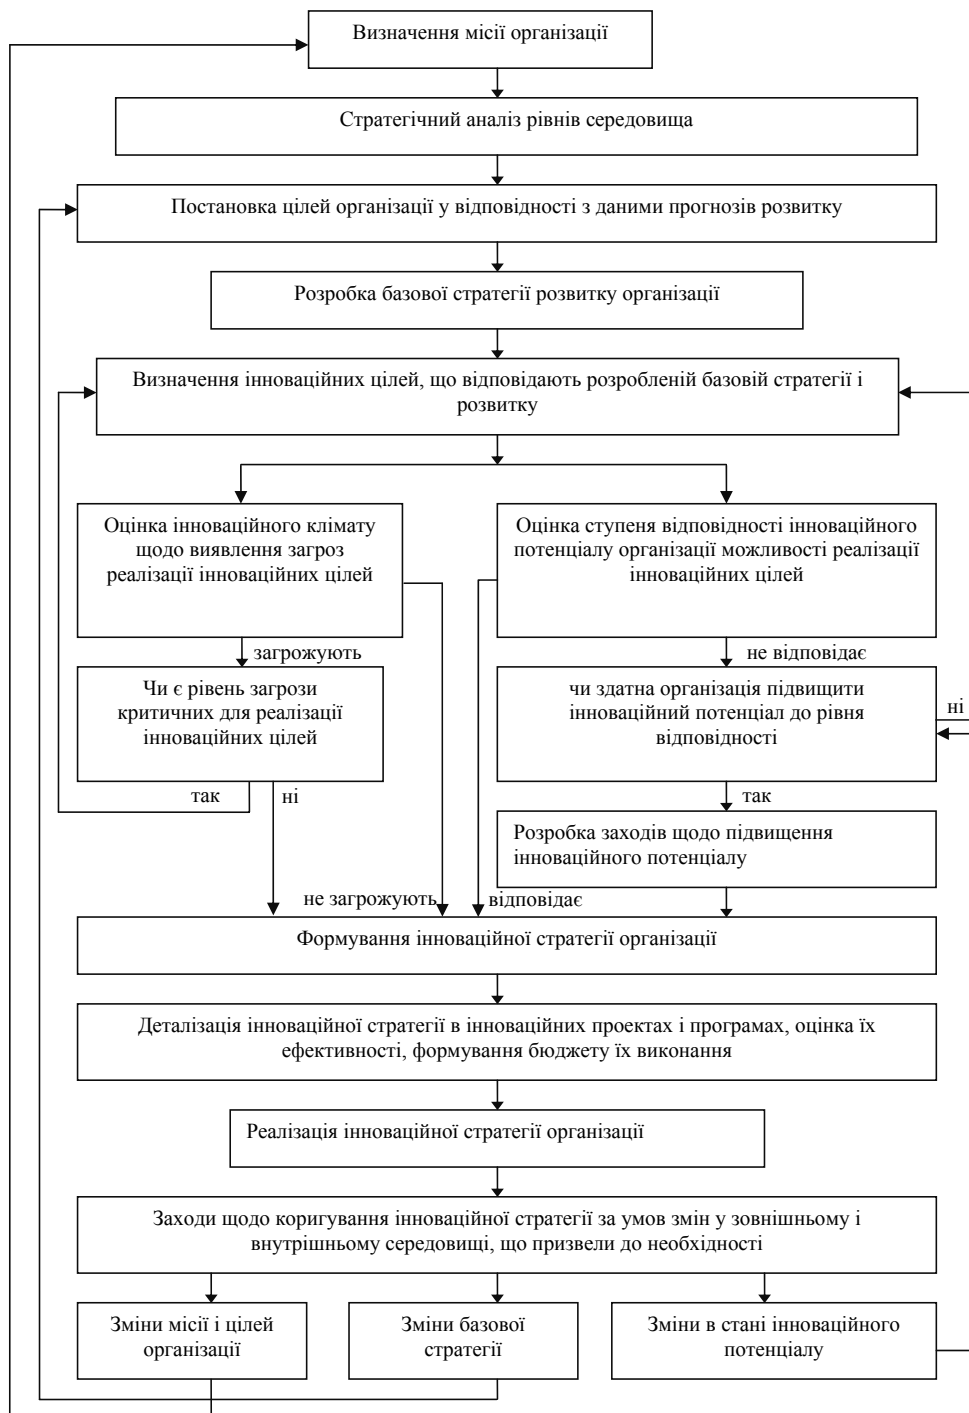 Визначення місії організації
Стратегічний аналіз рівнів середовища
Постановка цілей організації у відповідності з даними прогнозів розвитку
Розробка базової стратегії розвитку організації
Визначення інноваційних цілей, що відповідають розробленій базовій стратегії і
розвитку
Оцінка інноваційного клімату
щодо виявлення загроз
реалізації інноваційних цілей
Оцінка ступеня відповідності інноваційного
потенціалу організації можливості реалізації
інноваційних цілей
загрожують
не відповідає
Чи є рівень загрози
критичних для реалізації
інноваційних цілей
чи здатна організація підвищити
інноваційний потенціал до рівня
відповідності
ні
так
ні
так
Розробка заходів щодо підвищення
інноваційного потенціалу
не загрожують
відповідає
Формування інноваційної стратегії організації
Деталізація інноваційної стратегії в інноваційних проектах і програмах, оцінка їх
ефективності, формування бюджету їх виконання
Реалізація інноваційної стратегії організації
Заходи щодо коригування інноваційної стратегії за умов змін у зовнішньому і
внутрішньому середовищі, що призвели до необхідності
Зміни місії і цілей
організації
Зміни базової
стратегії
Зміни в стані інноваційного
потенціалу